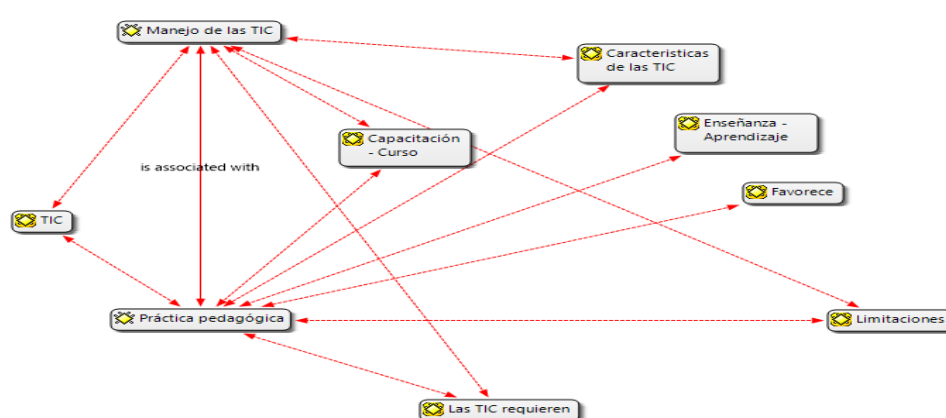 Manejo de las TIC
Caracteristicas
de las TIC
Enseñanza -
Aprendizaje
Capacitación
- Curso
is associated with
Favorece
TIC
Práctica pedagógica
Limitaciones
Las TIC requieren